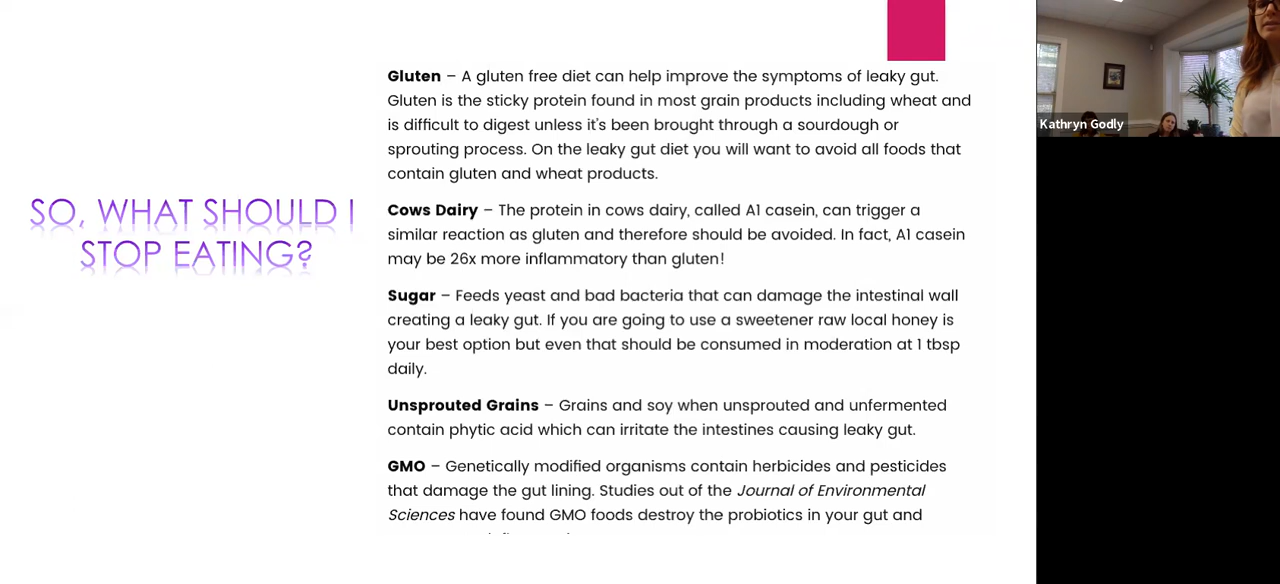 SO, WHAT SHOULD I
STOP EATING?
Gluten – A gluten free diet can help improve the symptoms of leaky gut.
Gluten is the sticky protein found in most grain products including wheat and
is difficult to digest unless it's been brought through a sourdough or
sprouting process. On the leaky gut diet you will want to avoid all foods that
contain gluten and wheat products.
Cows Dairy – The protein in cows dairy, called A1 casein, can trigger a
similar reaction as gluten and therefore should be avoided. In fact, A1 casein
may be 26x more inflammatory than gluten!
Sugar – Feeds yeast and bad bacteria that can damage the intestinal wall
creating a leaky gut. If you are going to use a sweetener raw local honey is
your best option but even that should be consumed in moderation at 1 tbsp
daily.
Unsprouted Grains – Grains and soy when unsprouted and unfermented
contain phytic acid which can irritate the intestines causing leaky gut.
GMO – Genetically modified organisms contain herbicides and pesticides
that damage the gut lining. Studies out of the Journal of Environmental
Sciences have found GMO foods destroy the probiotics in your gut and
Kathryn Godly